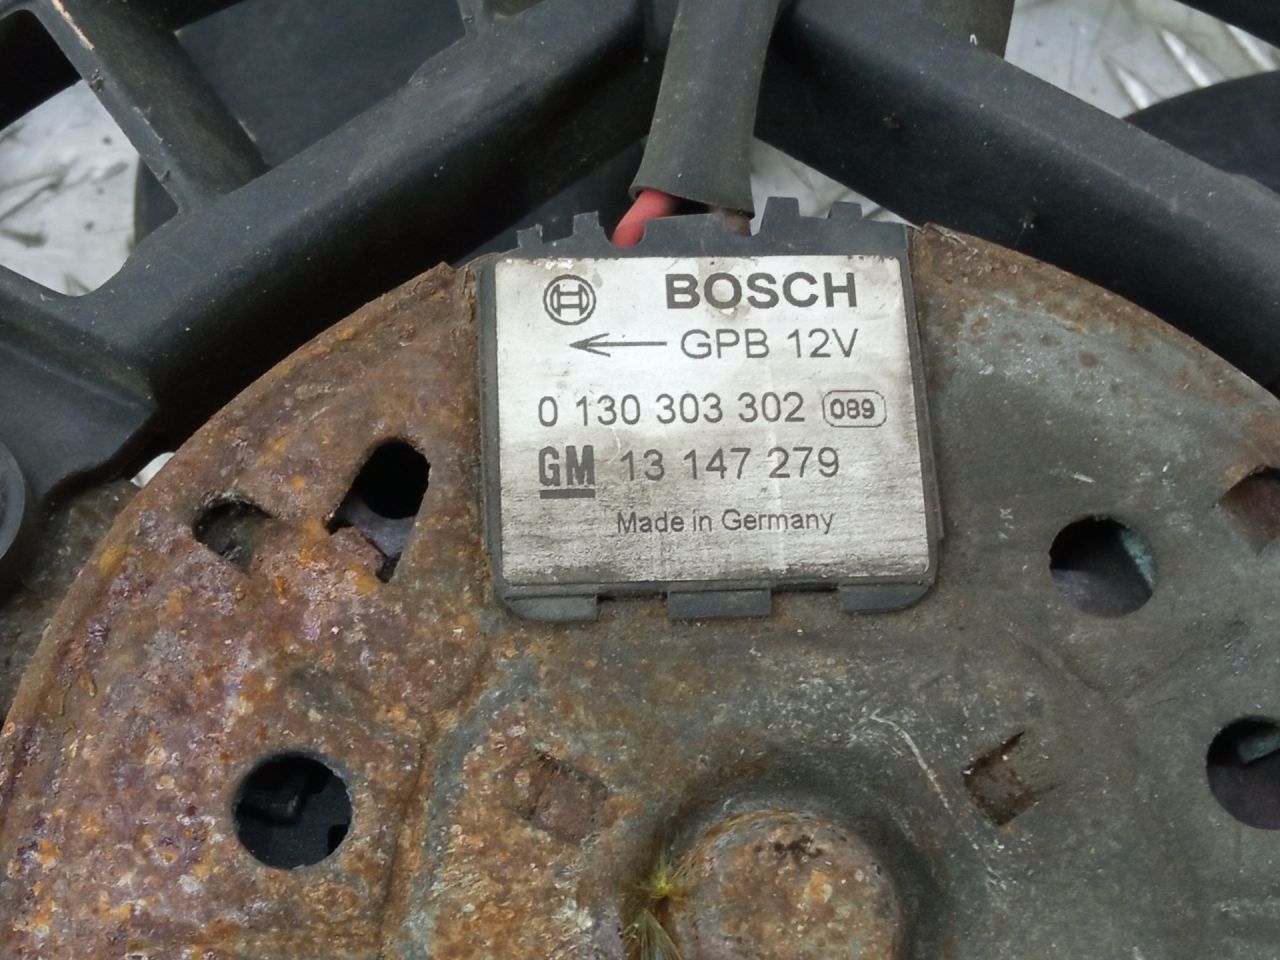 BOSCH
GPB 12V
0 130 303 302 089
GM 13 147 279
Made in Germany